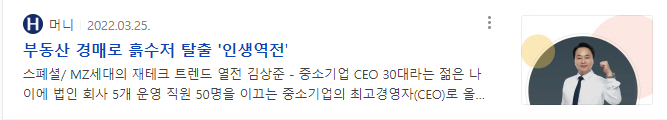 H 머니 2022.03.25.
부동산 경매로 흙수저 탈출 '인생역전'
스페셜/ MZ세대의 재테크 트렌드 열전 김상준 - 중소기업 CEO 30대라는 젊은 나
이에 법인 회사 5개 운영 직원 50명을 이끄는 중소기업의 최고경영자(CEO)로 올...